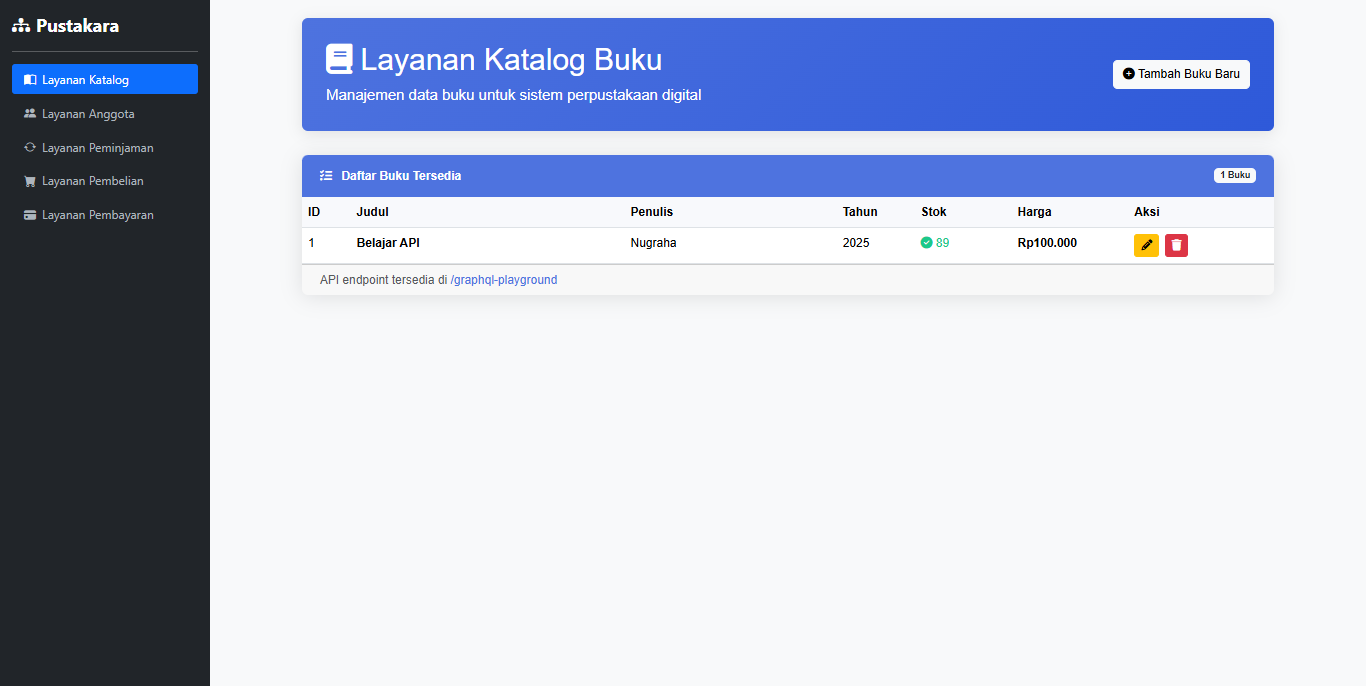 Pustakara
Layanan Katalog
Layanan Anggota
Layanan Peminjaman
Layanan Pembelian
Layanan Pembayaran
Layanan Katalog Buku
Manajemen data buku untuk sistem perpustakaan digital
Tambah Buku Baru
Daftar Buku Tersedia
1 Buku
ID Judul Penulis Tahun Stok Harga Aksi
1 Belajar API Nugraha 2025 89 Rp100.000
API endpoint tersedia di /graphql-playground